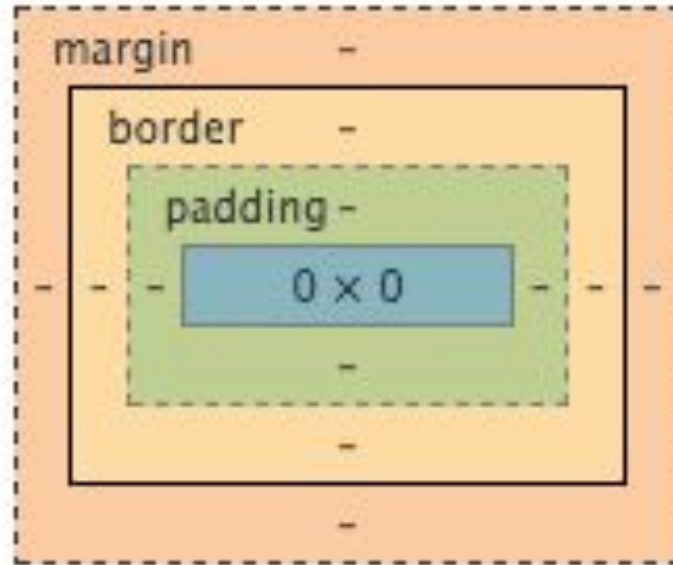 margin -
border -
padding -
- - - 0 × 0 - - -
-
-
-